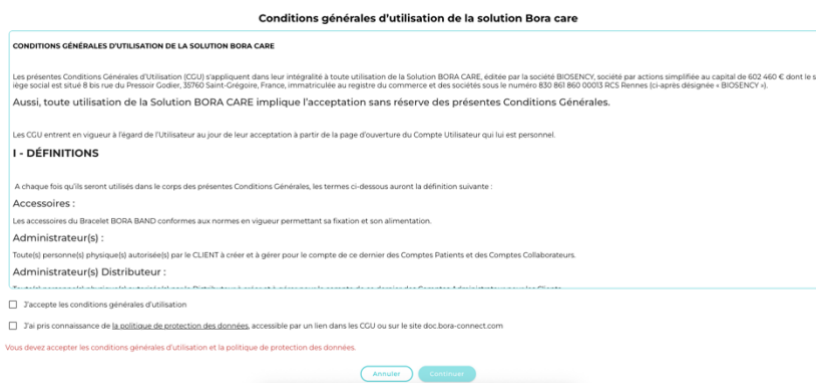 Conditions générales d'utilisation de la solution Bora care
CONDITIONS GÉNÉRALES D'UTILISATION DE LA SOLUTION BORA CARE
Les présentes Conditions Générales d'Utilisation (CGU) s'appliquent dans leur intégralité à toute utilisation de la Solution BORA CARE, éditée par la société BIOSENCY, société par actions simplifiée au capital de 602 460 € dont le s
iège social est situé 8 bis rue du Pressoir Godier, 35760 Saint-Grégoire, France, immatriculée au registre du commerce et des sociétés sous le numéro 830 861 860 00013 RCS Rennes (ci-après désignée « BIOSENCY »).
Aussi, toute utilisation de la Solution BORA CARE implique l'acceptation sans réserve des présentes Conditions Générales.
Les CGU entrent en vigueur à l'égard de l'Utilisateur au jour de leur acceptation à partir de la page d'ouverture du Compte Utilisateur qui lui est personnel.
I - DÉFINITIONS
A chaque fois qu'ils seront utilisés dans le corps des présentes Conditions Générales, les termes ci-dessous auront la définition suivante :
Accessoires :
Les accessoires du Bracelet BORA BAND conformes aux normes en vigueur permettant sa fixation et son alimentation.
Administrateur(s) :
Toute(s) personne(s) physique(s) autorisée(s) par le CLIENT à créer et à gérer pour le compte de ce dernier des Comptes Patients et des Comptes Collaborateurs.
Administrateur(s) Distributeur :
J'accepte les conditions générales d'utilisation
J'ai pris connaissance de la politique de protection des données, accessible par un lien dans les CGU ou sur le site doc.bora-connect.com
Vous devez accepter les conditions générales d'utilisation et la politique de protection des données.
Annuler
Continuer